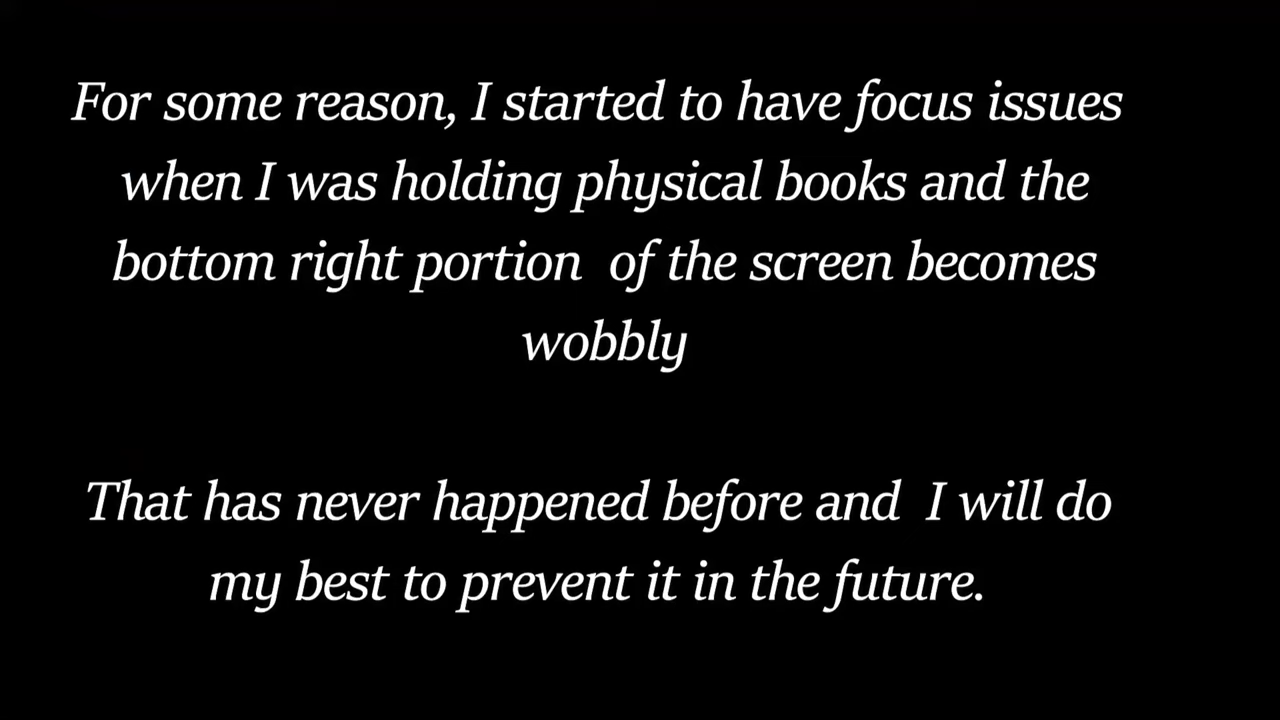 For some reason, I started to have focus issues
when I was holding physical books and the
bottom right portion  of the screen becomes
wobbly
That has never happened before and  I will do
my best to prevent it in the future.